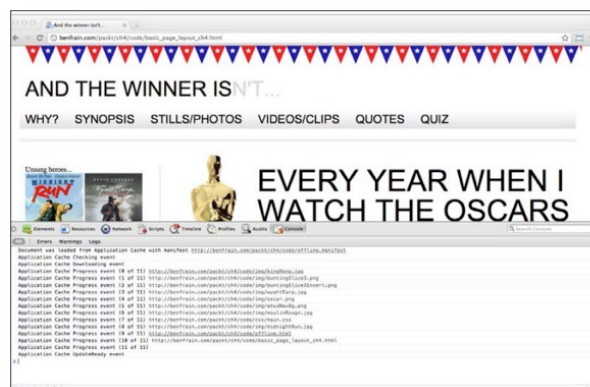 And the winner isn't...
benfrain.com/packt/ch4/code/basic_page_layout_ch4.html
AND THE WINNER ISN'T...
WHY? SYNOPSIS STILLS/PHOTOS VIDEOS/CLIPS QUOTES QUIZ
Unsung heroes...
MIDNIGHT RUN
EVERY YEAR WHEN I
WATCH THE OSCARS
Elements Resources Network Scripts Timeline Profiles Audits Console Search Console
All Errors Warnings Logs
Document was loaded from Application Cache with manifest http://benfrain.com/packt/ch4/code/offline.manifest
Application Cache Checking event
Application Cache Downloading event
Application Cache Progress event (0 of 11) http://benfrain.com/packt/ch4/code/img/kingKong.jpg
Application Cache Progress event (1 of 11) http://benfrain.com/packt/ch4/code/img/buntingSlice3.png
Application Cache Progress event (2 of 11) http://benfrain.com/packt/ch4/code/img/buntingSlice3Invert.png
Application Cache Progress event (3 of 11) http://benfrain.com/packt/ch4/code/img/wyattEarp.jpg
Application Cache Progress event (4 of 11) http://benfrain.com/packt/ch4/code/img/oscar.png
Application Cache Progress event (5 of 11) http://benfrain.com/packt/ch4/code/img/atwiNavBg.png
Application Cache Progress event (6 of 11) http://benfrain.com/packt/ch4/code/img/moulinRouge.jpg
Application Cache Progress event (7 of 11) http://benfrain.com/packt/ch4/code/css/main.css
Application Cache Progress event (8 of 11) http://benfrain.com/packt/ch4/code/img/midnightRun.jpg
Application Cache Progress event (9 of 11) http://benfrain.com/packt/ch4/code/offline.html
Application Cache Progress event (10 of 11) http://benfrain.com/packt/ch4/code/basic_page_layout_ch4.html
Application Cache Progress event (11 of 11)
Application Cache UpdateReady event
>